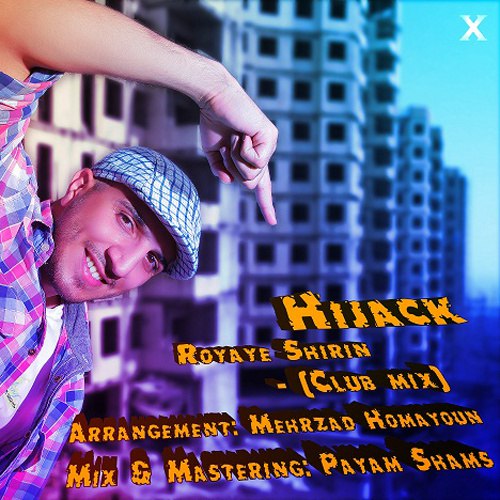 X
Hijack
Royaye Shirin
- (Club mix)
Arrangement: Mehrzad Homayoun
Mix & Mastering: Payam Shams